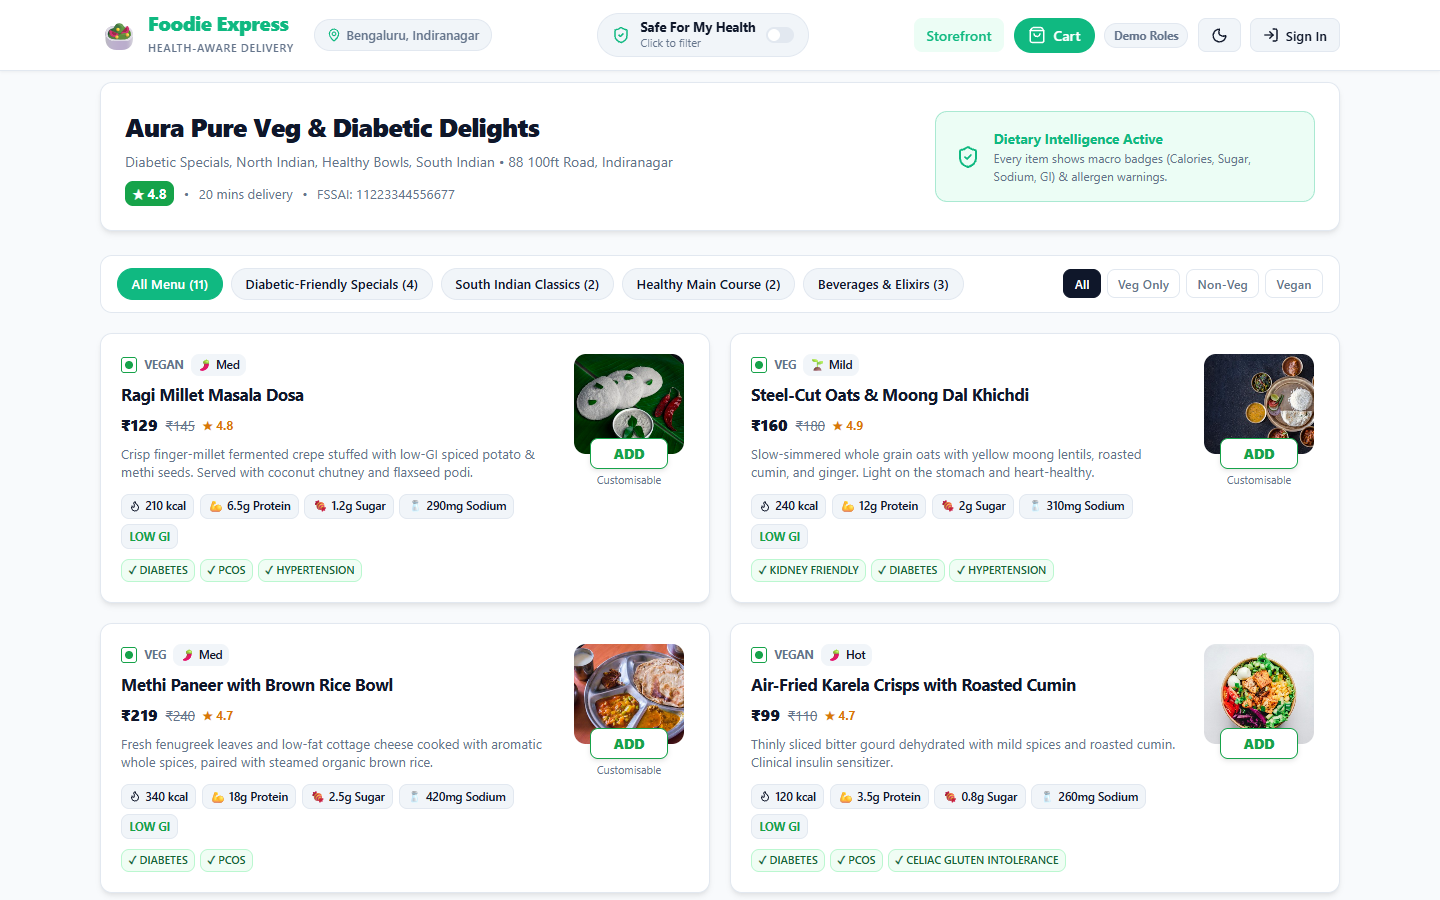 Foodie Express
HEALTH-AWARE DELIVERY
Bengaluru, Indiranagar
Safe For My Health
Click to filter
Storefront
Cart
Demo Roles
Sign In
Aura Pure Veg & Diabetic Delights
Diabetic Specials, North Indian, Healthy Bowls, South Indian • 88 100ft Road, Indiranagar
★ 4.8 • 20 mins delivery • FSSAI: 11223344556677
Dietary Intelligence Active
Every item shows macro badges (Calories, Sugar,
Sodium, GI) & allergen warnings.
All Menu (11)
Diabetic-Friendly Specials (4)
South Indian Classics (2)
Healthy Main Course (2)
Beverages & Elixirs (3)
All
Veg Only
Non-Veg
Vegan
VEGAN Med
Ragi Millet Masala Dosa
₹129 ₹145 ★ 4.8
Crisp finger-millet fermented crepe stuffed with low-GI spiced potato &
methi seeds. Served with coconut chutney and flaxseed podi.
210 kcal 6.5g Protein 1.2g Sugar 290mg Sodium
LOW GI
✓ DIABETES ✓ PCOS ✓ HYPERTENSION
ADD
Customisable
VEG Mild
Steel-Cut Oats & Moong Dal Khichdi
₹160 ₹180 ★ 4.9
Slow-simmered whole grain oats with yellow moong lentils, roasted
cumin, and ginger. Light on the stomach and heart-healthy.
240 kcal 12g Protein 2g Sugar 310mg Sodium
LOW GI
✓ KIDNEY FRIENDLY ✓ DIABETES ✓ HYPERTENSION
ADD
Customisable
VEG Med
Methi Paneer with Brown Rice Bowl
₹219 ₹240 ★ 4.7
Fresh fenugreek leaves and low-fat cottage cheese cooked with aromatic
whole spices, paired with steamed organic brown rice.
340 kcal 18g Protein 2.5g Sugar 420mg Sodium
LOW GI
✓ DIABETES ✓ PCOS
ADD
Customisable
VEGAN Hot
Air-Fried Karela Crisps with Roasted Cumin
₹99 ₹110 ★ 4.7
Thinly sliced bitter gourd dehydrated with mild spices and roasted cumin.
Clinical insulin sensitizer.
120 kcal 3.5g Protein 0.8g Sugar 260mg Sodium
LOW GI
✓ DIABETES ✓ PCOS ✓ CELIAC GLUTEN INTOLERANCE
ADD